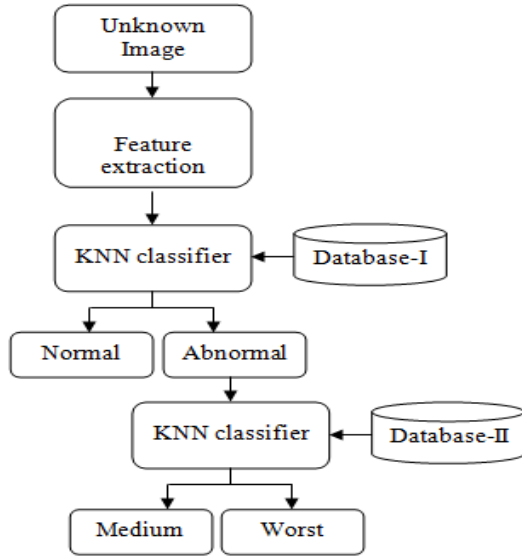 Unknown
Image
Feature
extraction
KNN classifier
Database-I
Normal
Abnormal
KNN classifier
Database-II
Medium
Worst